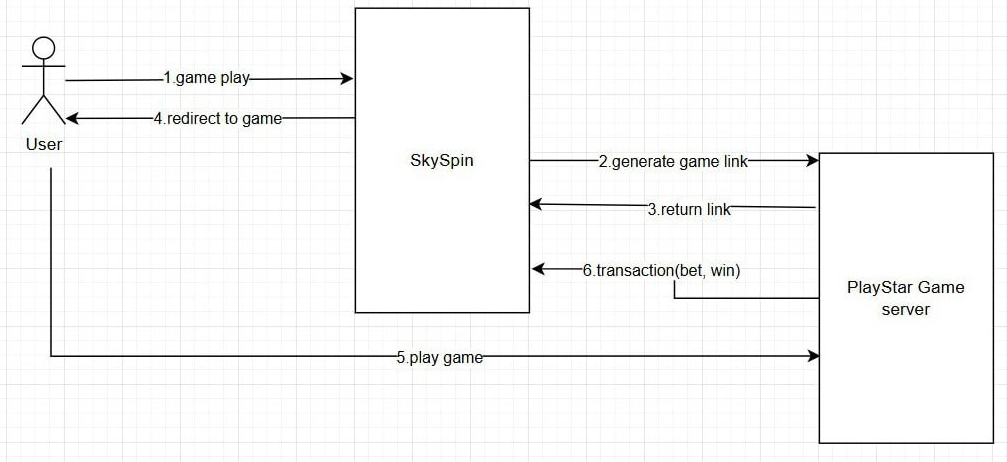 1.game play
4.redirect to game
User
SkySpin
2.generate game link
3.return link
6.transaction(bet, win)
PlayStar Game
server
5.play game